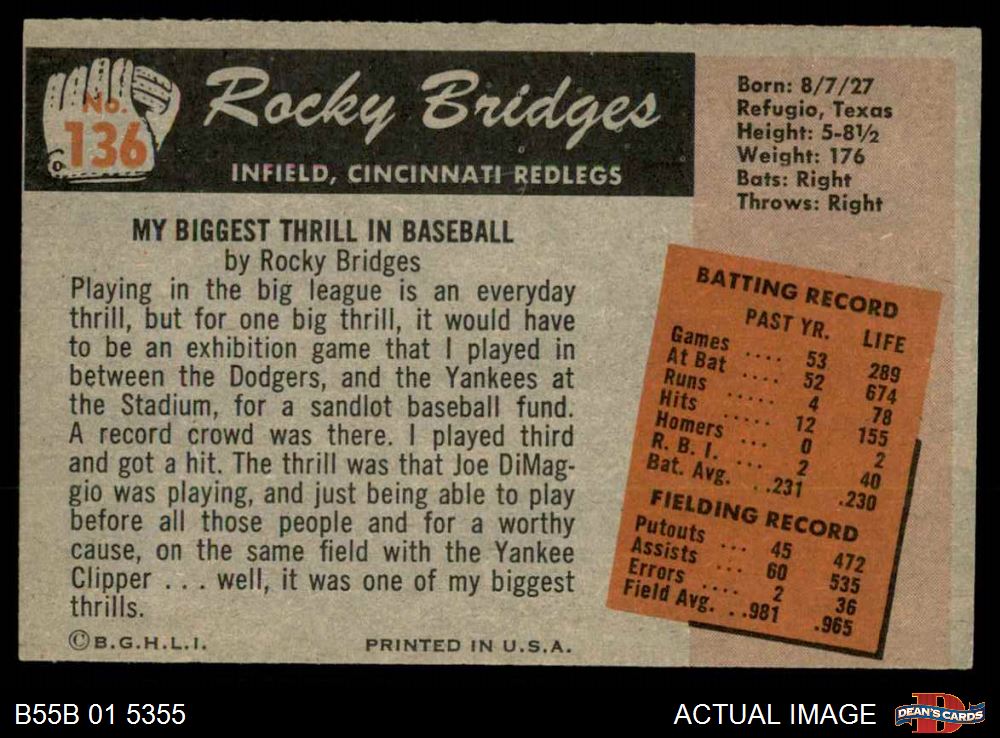 No.
136
Rocky Bridges
INFIELD, CINCINNATI REDLEGS
Born: 8/7/27
Refugio, Texas
Height: 5-8½
Weight: 176
Bats: Right
Throws: Right
MY BIGGEST THRILL IN BASEBALL
by Rocky Bridges
Playing in the big league is an everyday
thrill, but for one big thrill, it would have
to be an exhibition game that I played in
between the Dodgers, and the Yankees at
the Stadium, for a sandlot baseball fund.
A record crowd was there. I played third
and got a hit. The thrill was that Joe DiMag-
gio was playing, and just being able to play
before all those people and for a worthy
cause, on the same field with the Yankee
Clipper . . . well, it was one of my biggest
thrills.
©B.G.H.L.I.
PRINTED IN U.S.A.
BATTING RECORD
PAST YR. LIFE
Games .... 53 289
At Bat .... 52 674
Runs ..... 4 78
Hits ..... 12 155
Homers ... 0 2
R. B. I. ... 2 40
Bat. Avg. ..231 .230
FIELDING RECORD
Putouts ... 45 472
Assists ... 60 535
Errors .... 2 36
Field Avg. ..981 .965
B55B 01 5355
ACTUAL IMAGE
D
DEAN'S CARDS